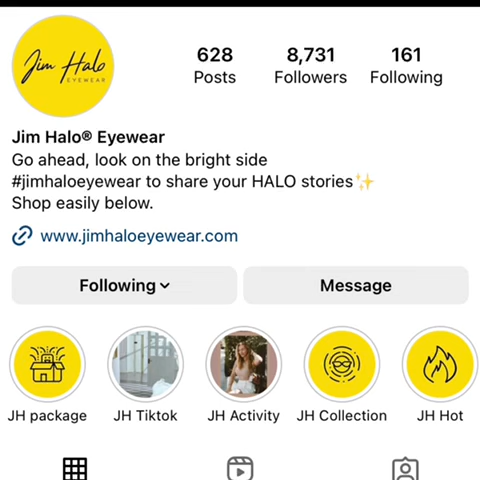 Jim Halo
EYEWEAR
628 8,731 161
Posts Followers Following
Jim Halo® Eyewear
Go ahead, look on the bright side
#jimhaloeyewear to share your HALO stories✨
Shop easily below.
www.jimhaloeyewear.com
Following Message
JH package JH Tiktok JH Activity JH Collection JH Hot